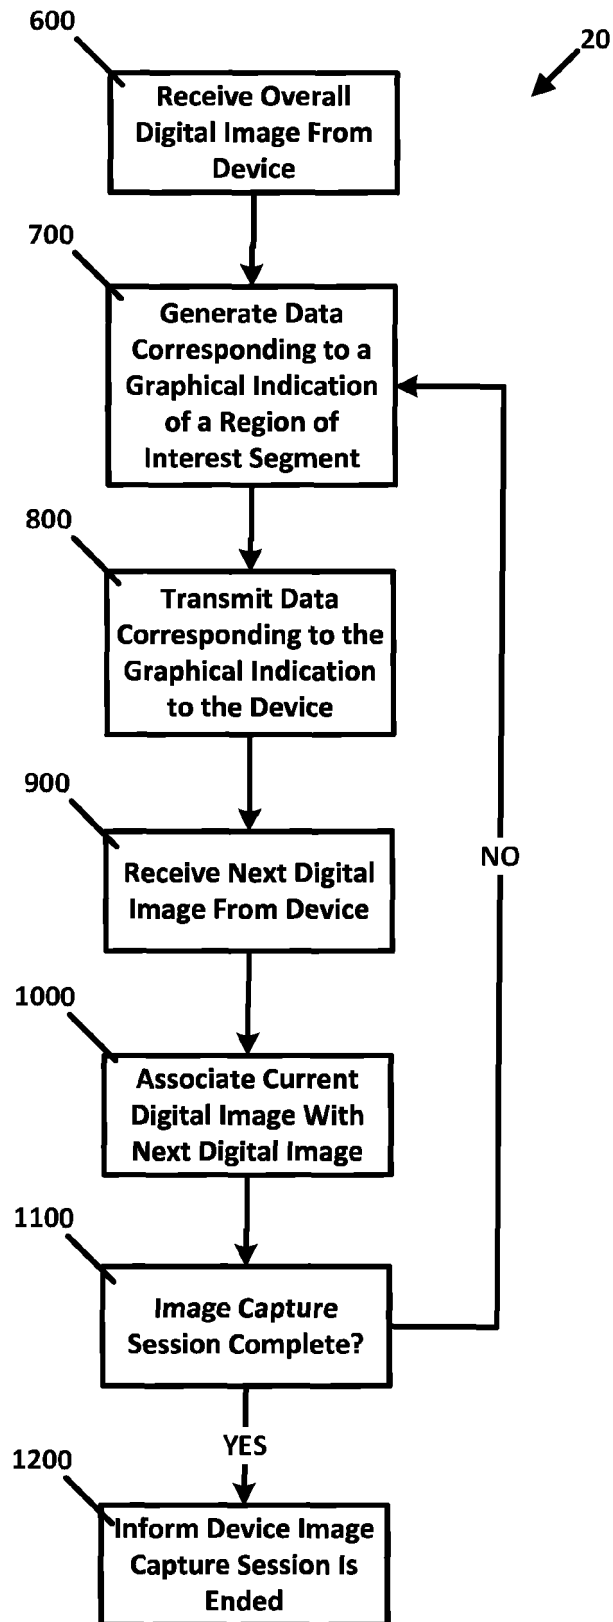 600
20
Receive Overall
Digital Image From
Device
700
Generate Data
Corresponding to a
Graphical Indication
of a Region of
Interest Segment
800
Transmit Data
Corresponding to the
Graphical Indication
to the Device
900
Receive Next Digital
Image From Device
NO
1000
Associate Current
Digital Image With
Next Digital Image
1100
Image Capture
Session Complete?
YES
1200
Inform Device Image
Capture Session Is
Ended